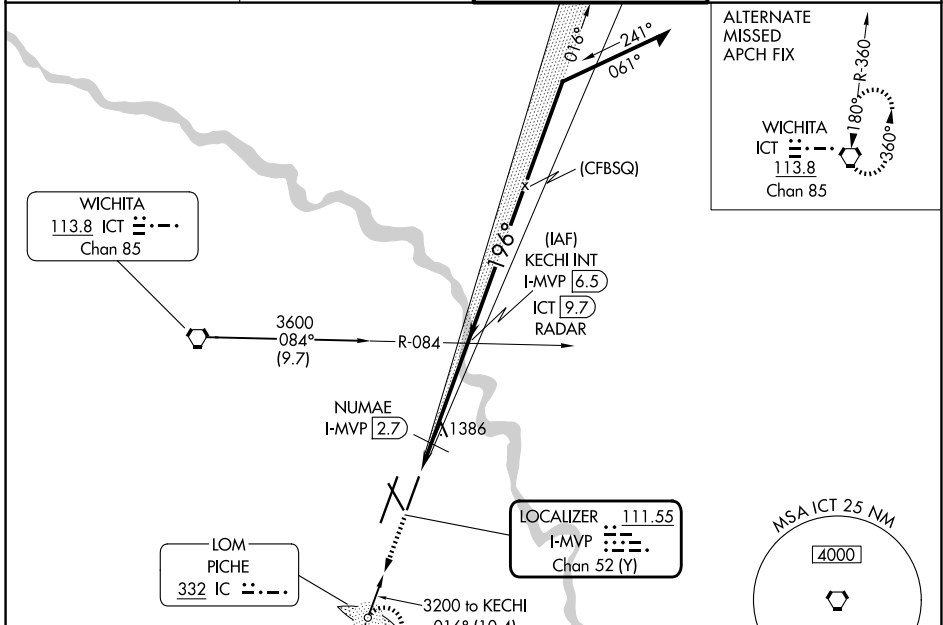 ALTERNATE
MISSED
APCH FIX
R-360
180°
360°
WICHITA
ICT
113.8
Chan 85
016°
241°
061°
(CFBSQ)
196°
WICHITA
113.8 ICT
Chan 85
(IAF)
KECHI INT
I-MVP 6.5
ICT 9.7
RADAR
3600
084°
(9.7)
R-084
NUMAE
I-MVP 2.7
1386
LOCALIZER 111.55
I-MVP
Chan 52 (Y)
MSA ICT 25 NM
4000
LOM
PICHE
332 IC
3200 to KECHI
016° (10.4)